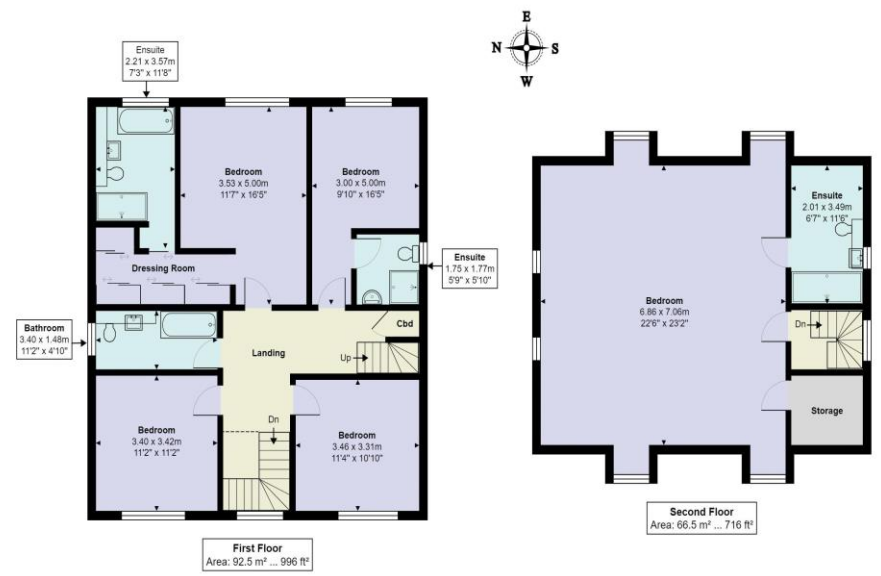 E
N
S
W
Ensuite
2.21 x 3.57m
7'3" x 11'8"
Bedroom
3.53 x 5.00m
11'7" x 16'5"
Bedroom
3.00 x 5.00m
9'10" x 16'5"
Dressing Room
Ensuite
1.75 x 1.77m
5'9" x 5'10"
Bathroom
3.40 x 1.48m
11'2" x 4'10"
Cbd
Landing
Up
Bedroom
3.40 x 3.42m
11'2" x 11'2"
Dn
Bedroom
3.46 x 3.31m
11'4" x 10'10"
First Floor
Area: 92.5 m² ... 996 ft²
Ensuite
2.01 x 3.49m
6'7" x 11'6"
Bedroom
6.86 x 7.06m
22'6" x 23'2"
Dn
Storage
Second Floor
Area: 66.5 m² ... 716 ft²